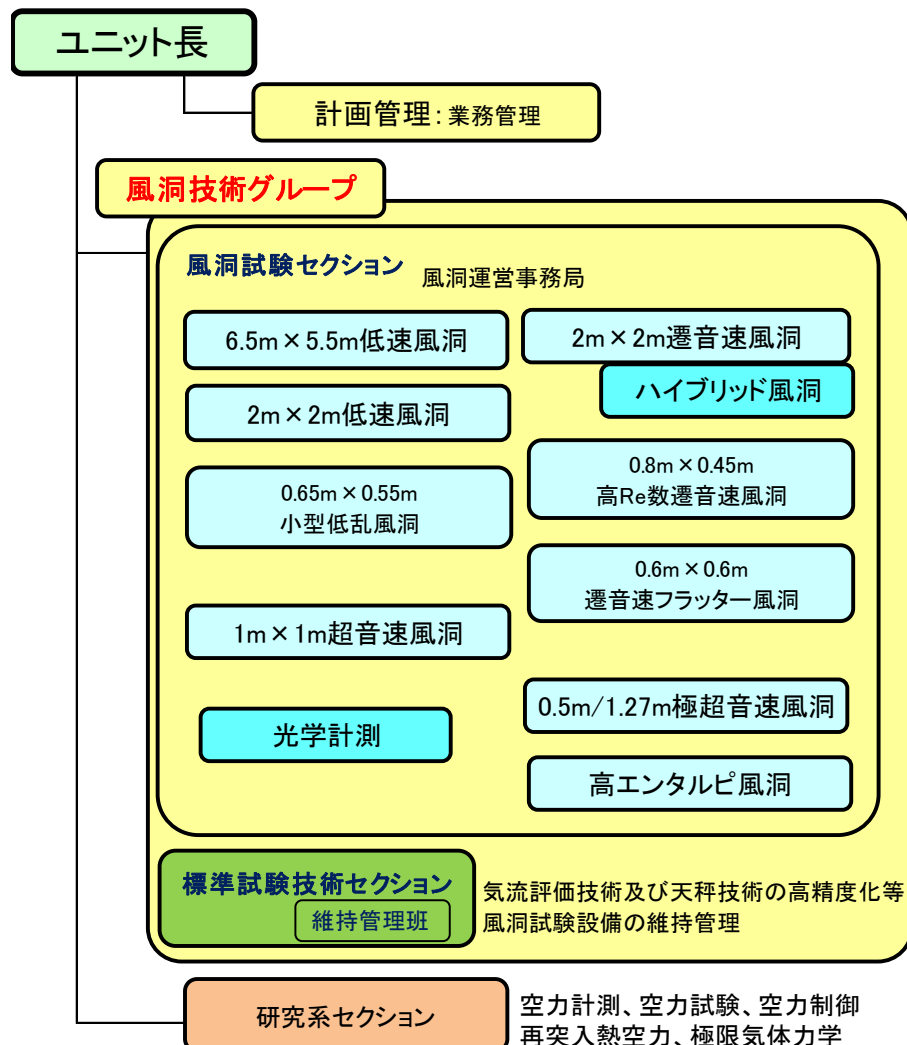 ユニット長
計画管理：業務管理
風洞技術グループ
風洞試験セクション 風洞運営事務局
6.5m×5.5m低速風洞
2m×2m遷音速風洞
ハイブリッド風洞
2m×2m低速風洞
0.8m×0.45m
高Re数遷音速風洞
0.65m×0.55m
小型低乱風洞
0.6m×0.6m
遷音速フラッター風洞
1m×1m超音速風洞
0.5m/1.27m極超音速風洞
光学計測
高エンタルピ風洞
標準試験技術セクション
維持管理班
気流評価技術及び天秤技術の高精度化等
風洞試験設備の維持管理
研究系セクション
空力計測、空力試験、空力制御
再突入熱空力、極限気体力学